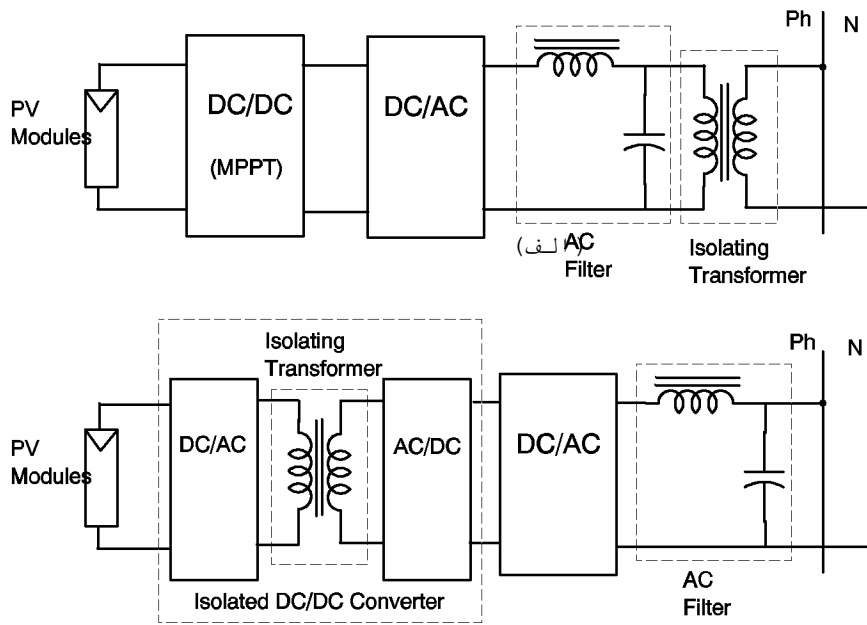 Ph
N
PV
Modules
DC/DC
(MPPT)
DC/AC
(الف)
AC
Filter
Isolating
Transformer
Isolating
Transformer
Ph
N
PV
Modules
DC/AC
AC/DC
DC/AC
Isolated DC/DC Converter
AC
Filter